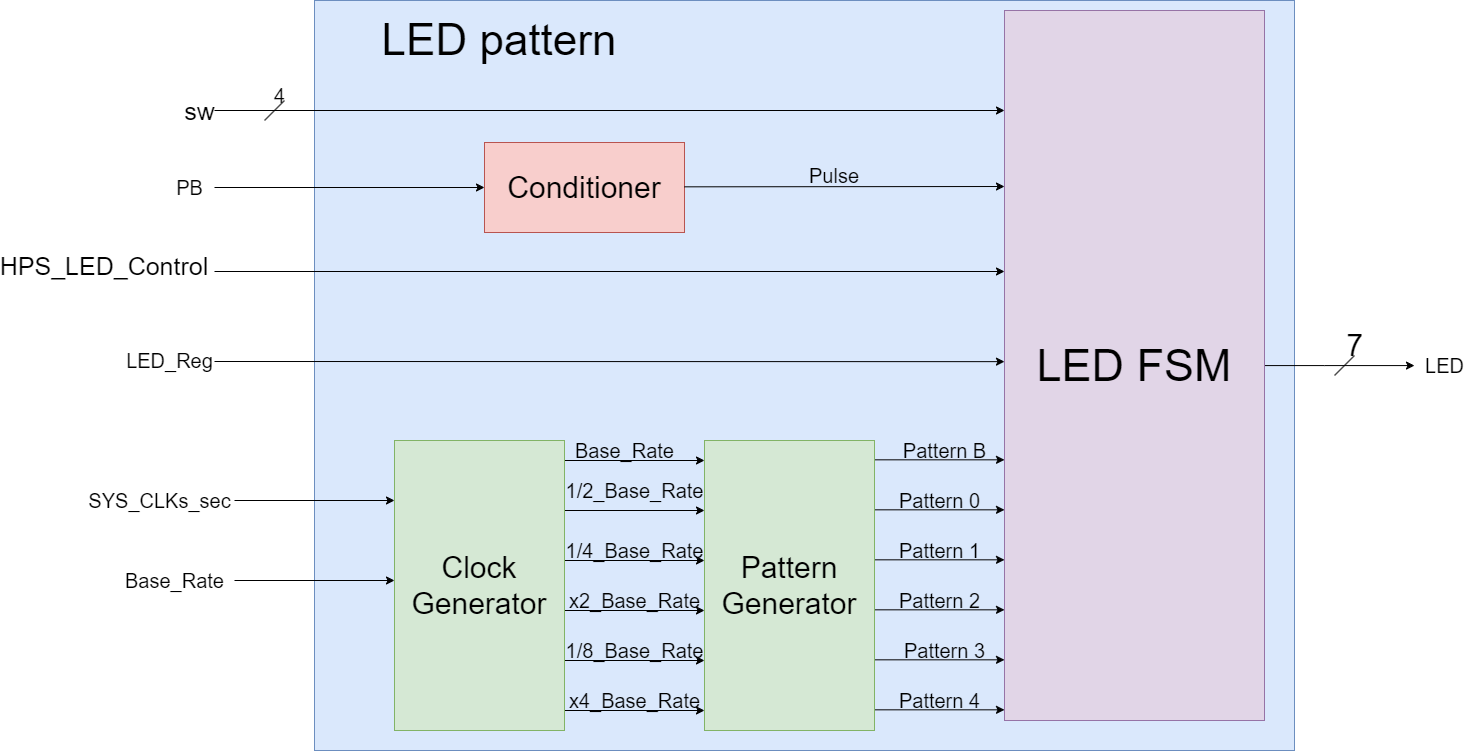 LED pattern
4
sw
PB
Conditioner
Pulse
HPS_LED_Control
LED_Reg
LED FSM
7
LED
SYS_CLKs_sec
Base_Rate
Clock
Generator
Base_Rate
1/2_Base_Rate
1/4_Base_Rate
x2_Base_Rate
1/8_Base_Rate
x4_Base_Rate
Pattern
Generator
Pattern B
Pattern 0
Pattern 1
Pattern 2
Pattern 3
Pattern 4